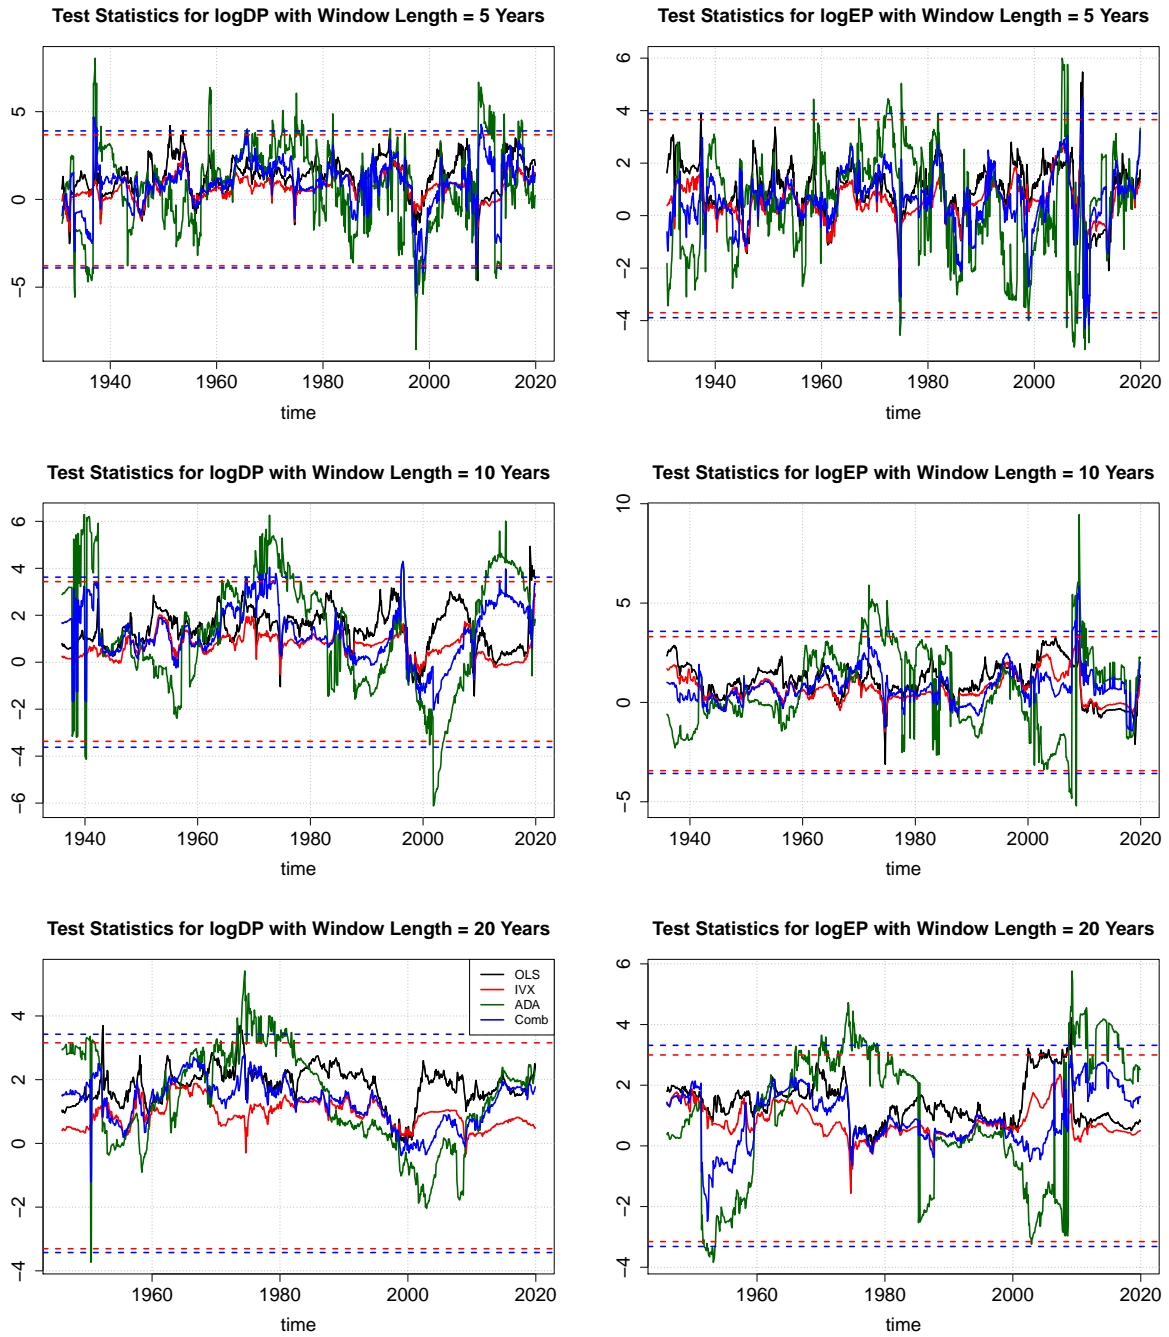 Test Statistics for logDP with Window Length = 5 Years
5
0
−5
1940 1960 1980 2000 2020
time
Test Statistics for logEP with Window Length = 5 Years
6
4
2
0
−2
−4
1940 1960 1980 2000 2020
time
Test Statistics for logDP with Window Length = 10 Years
6
4
2
0
−2
−4
−6
1940 1960 1980 2000 2020
time
Test Statistics for logEP with Window Length = 10 Years
10
5
0
−5
1940 1960 1980 2000 2020
time
Test Statistics for logDP with Window Length = 20 Years
OLS
IVX
ADA
Comb
4
2
0
−2
−4
1960 1980 2000 2020
time
Test Statistics for logEP with Window Length = 20 Years
6
4
2
0
−2
−4
1960 1980 2000 2020
time